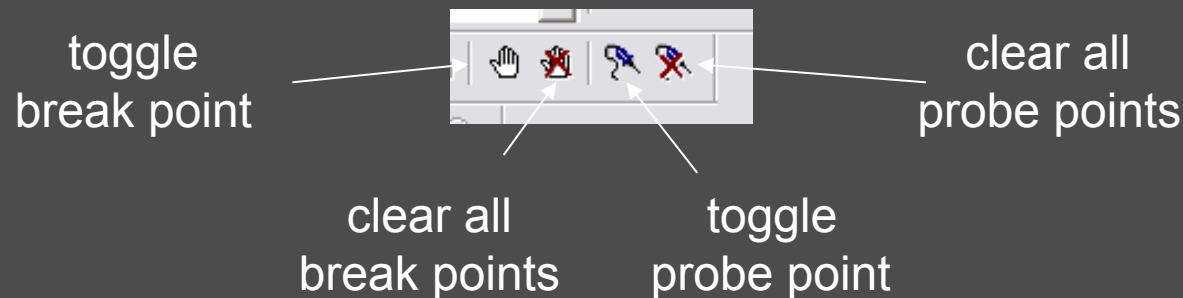 toggle
break point
clear all
probe points
clear all
break points
toggle
probe point